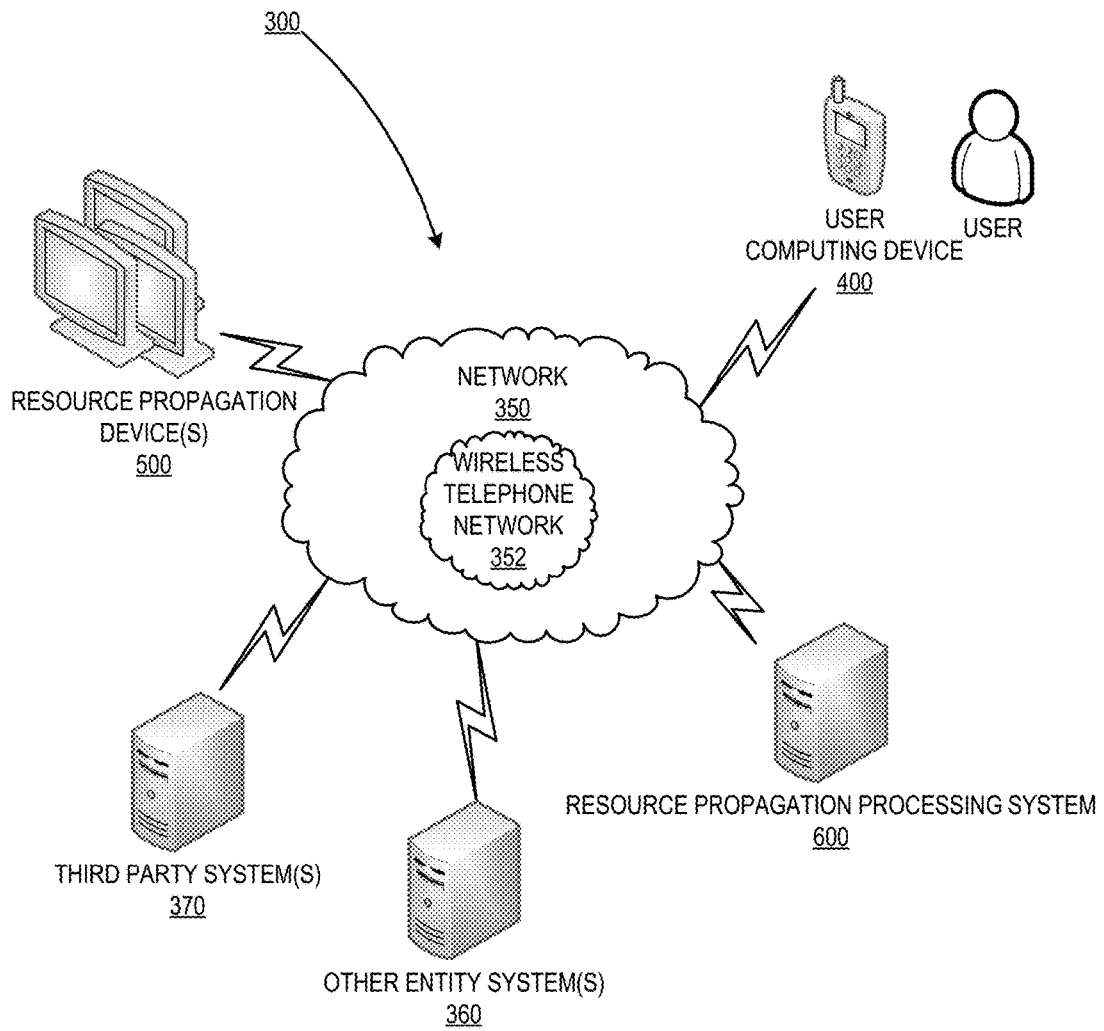 300
USER
COMPUTING DEVICE
400
USER
RESOURCE PROPAGATION
DEVICE(S)
500
NETWORK
350
WIRELESS
TELEPHONE
NETWORK
352
RESOURCE PROPAGATION PROCESSING SYSTEM
600
THIRD PARTY SYSTEM(S)
370
OTHER ENTITY SYSTEM(S)
360